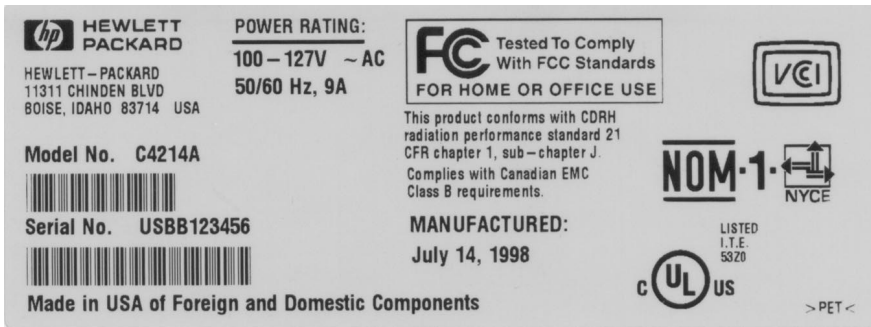 hp HEWLETT
PACKARD
HEWLETT-PACKARD
11311 CHINDEN BLVD
BOISE, IDAHO 83714 USA
Model No. C4214A
Serial No. USBB123456
Made in USA of Foreign and Domestic Components
POWER RATING:
100-127V ~ AC
50/60 Hz, 9A
FCC Tested To Comply
With FCC Standards
FOR HOME OR OFFICE USE
This product conforms with CDRH
radiation performance standard 21
CFR chapter 1, sub-chapter J.
Complies with Canadian EMC
Class B requirements.
MANUFACTURED:
July 14, 1998
VCI
NOM·1·
NYCE
LISTED
I.T.E.
53Z0
C UL US
>PET<